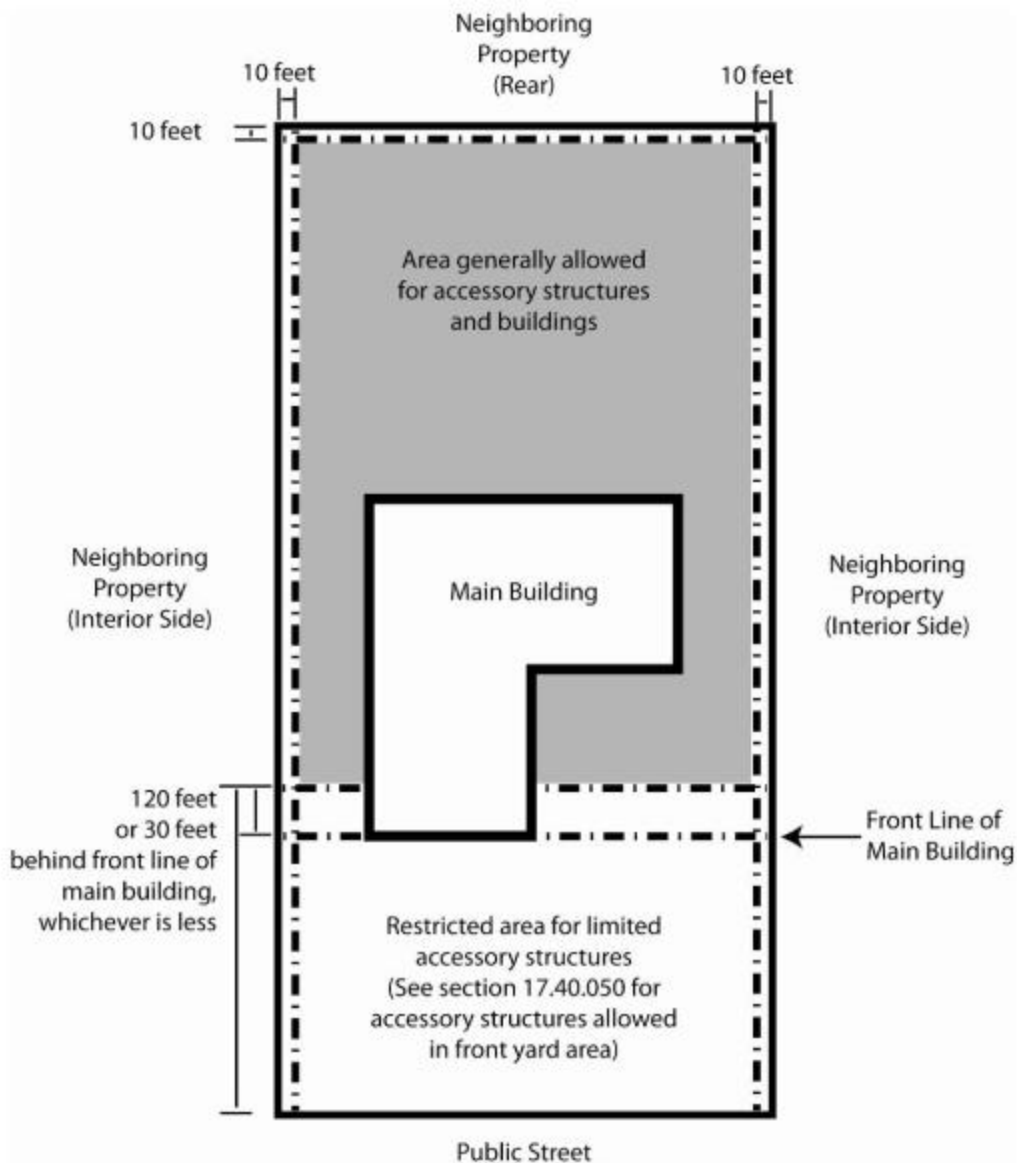 Neighboring
Property
(Rear)
10 feet
10 feet
10 feet
Area generally allowed
for accessory structures
and buildings
Neighboring
Property
(Interior Side)
Main Building
Neighboring
Property
(Interior Side)
120 feet
or 30 feet
behind front line of
main building,
whichever is less
Front Line of
Main Building
Restricted area for limited
accessory structures
(See section 17.40.050 for
accessory structures allowed
in front yard area)
Public Street